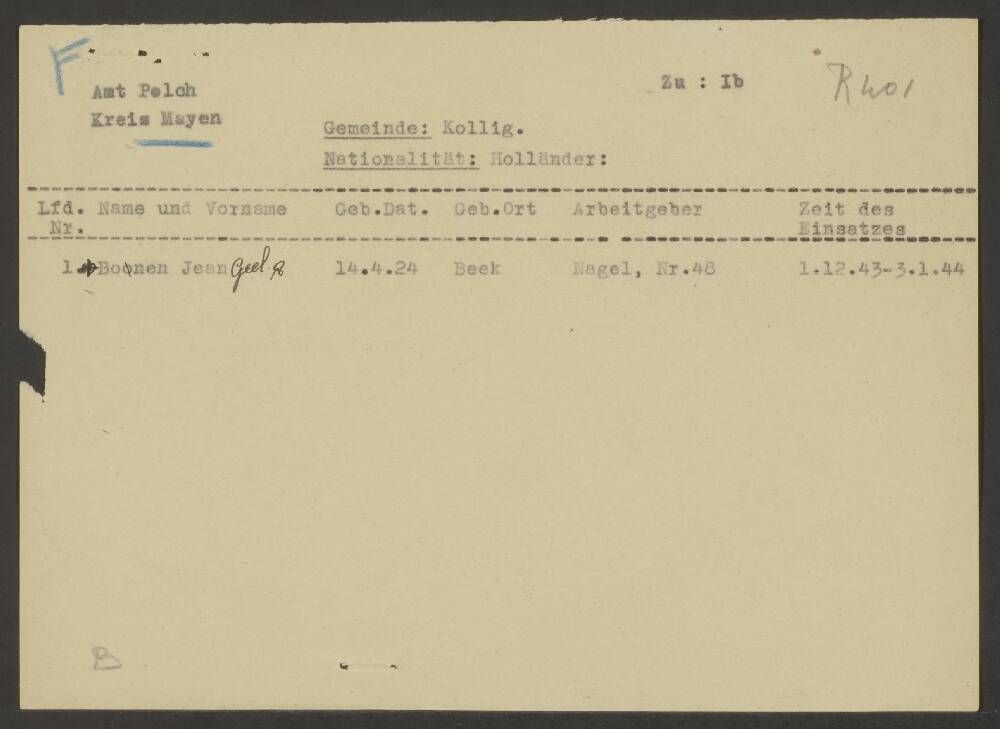 F
Amt Polch
Kreis Mayen
Zu : Ib
Gemeinde: Kollig.
Nationalität: Holländer:
Lfd. Name und Vorname Geb.Dat. Geb.Ort Arbeitgeber Zeit des
Nr. Einsatzes
1. Boonen Jean 14.4.24 Beek Nagel, Nr.48 1.12.43-3.1.44
B